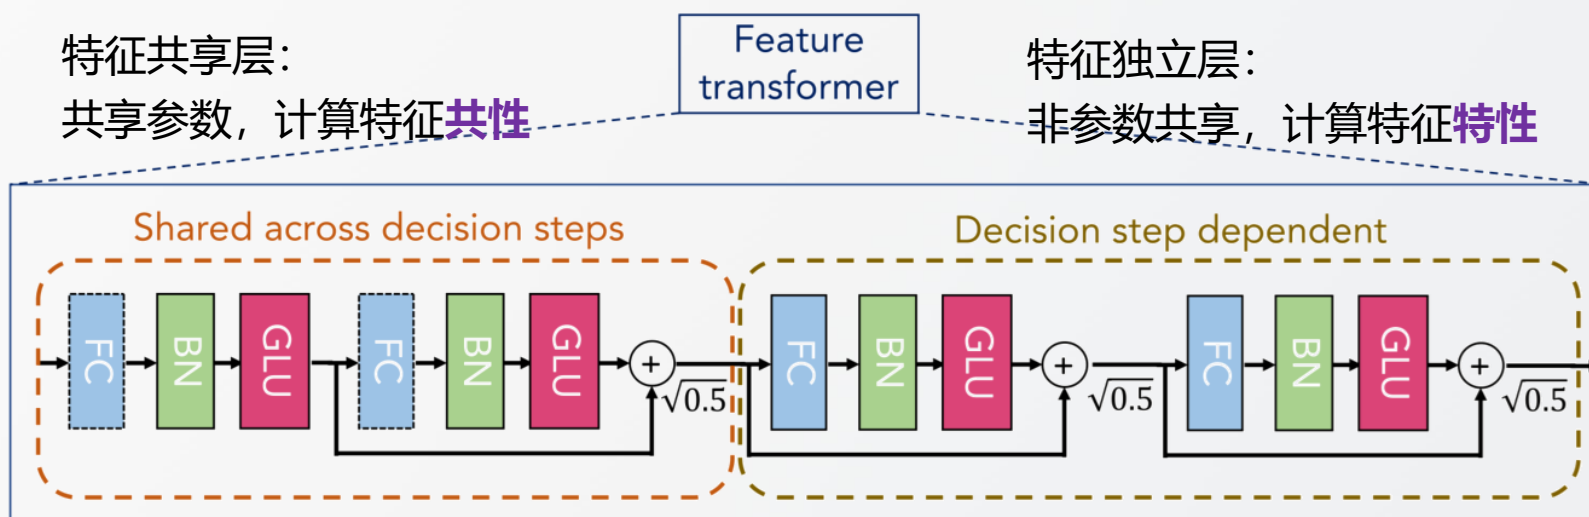 特征共享层：
共享参数，计算特征共性
Feature
transformer
特征独立层：
非参数共享，计算特征特性
Shared across decision steps
Decision step dependent
FC
BN
GLU
FC
BN
GLU
+
√0.5
FC
BN
GLU
+
√0.5
FC
BN
GLU
+
√0.5